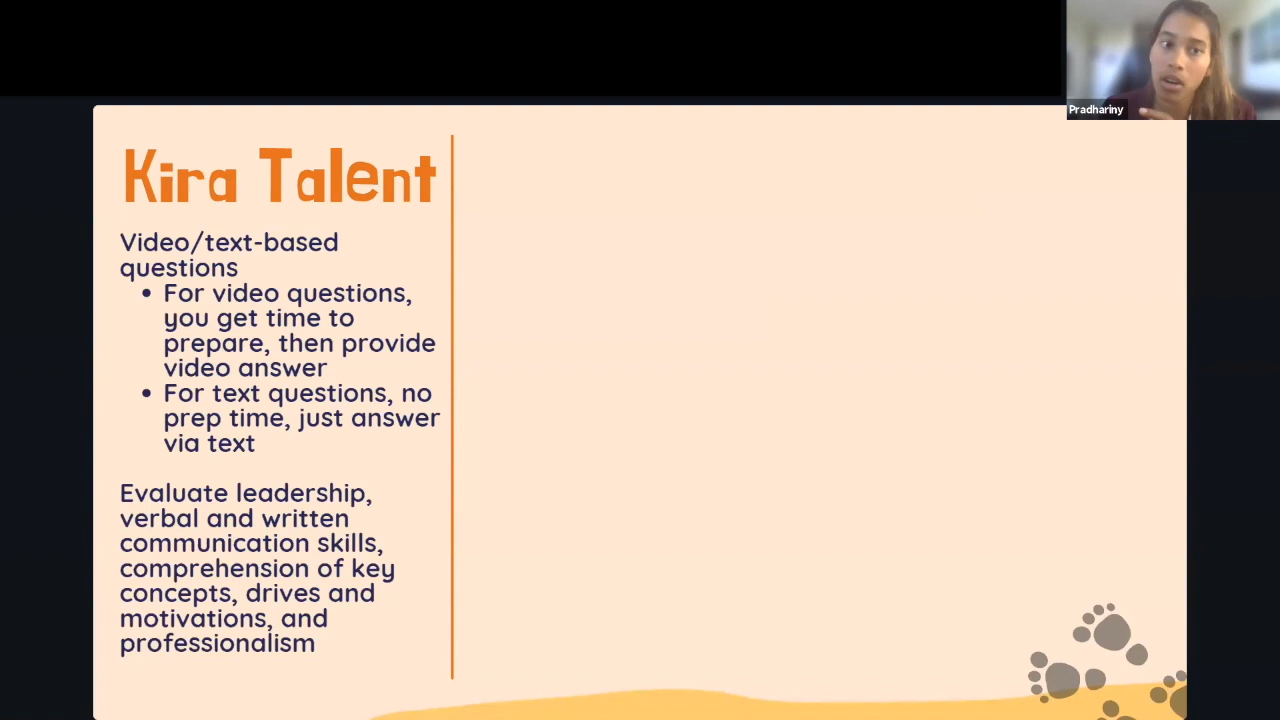 Pradhariny
Kira Talent
Video/text-based
questions
• For video questions,
you get time to
prepare, then provide
video answer
• For text questions, no
prep time, just answer
via text
Evaluate leadership,
verbal and written
communication skills,
comprehension of key
concepts, drives and
motivations, and
professionalism